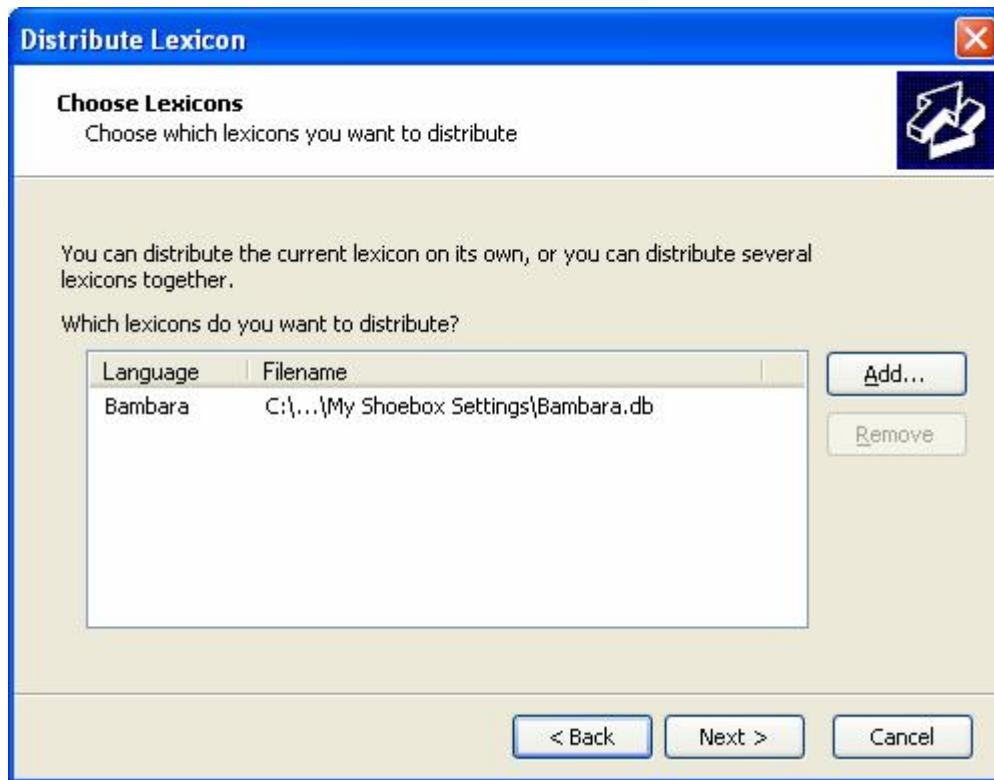 Distribute Lexicon
Choose Lexicons
Choose which lexicons you want to distribute
You can distribute the current lexicon on its own, or you can distribute several
lexicons together.
Which lexicons do you want to distribute?
Language Filename
Bambara C:\...\My Shoebox Settings\Bambara.db
Add...
Remove
< Back Next > Cancel